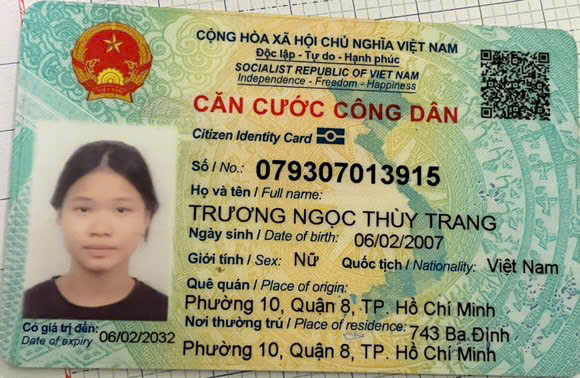 CỘNG HÒA XÃ HỘI CHỦ NGHĨA VIỆT NAM
Độc lập - Tự do - Hạnh phúc
SOCIALIST REPUBLIC OF VIET NAM
Independence - Freedom - Happiness
CĂN CƯỚC CÔNG DÂN
Citizen Identity Card
Số / No.: 079307013915
Họ và tên / Full name:
TRƯƠNG NGỌC THÙY TRANG
Ngày sinh / Date of birth: 06/02/2007
Giới tính / Sex: Nữ Quốc tịch / Nationality: Việt Nam
Quê quán / Place of origin:
Phường 10, Quận 8, TP. Hồ Chí Minh
Nơi thường trú / Place of residence: 743 Ba Đình
Phường 10, Quận 8, TP. Hồ Chí Minh
Có giá trị đến: 06/02/2032
Date of expiry